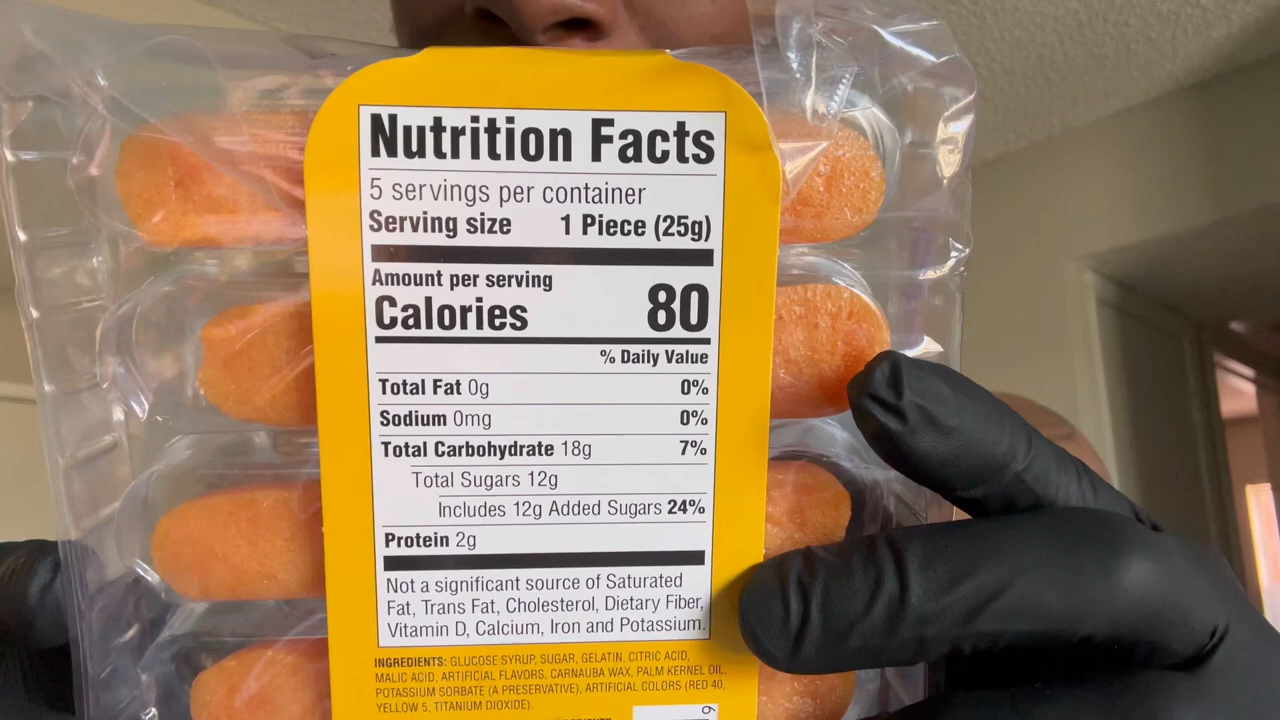 Nutrition Facts
5 servings per container
Serving size 1 Piece (25g)
Amount per serving
Calories 80
% Daily Value
Total Fat 0g 0%
Sodium 0mg 0%
Total Carbohydrate 18g 7%
Total Sugars 12g
Includes 12g Added Sugars 24%
Protein 2g
Not a significant source of Saturated
Fat, Trans Fat, Cholesterol, Dietary Fiber,
Vitamin D, Calcium, Iron and Potassium.
INGREDIENTS: GLUCOSE SYRUP, SUGAR, GELATIN, CITRIC ACID,
MALIC ACID, ARTIFICIAL FLAVORS, CARNAUBA WAX, PALM KERNEL OIL,
POTASSIUM SORBATE (A PRESERVATIVE), ARTIFICIAL COLORS (RED 40,
YELLOW 5, TITANIUM DIOXIDE).